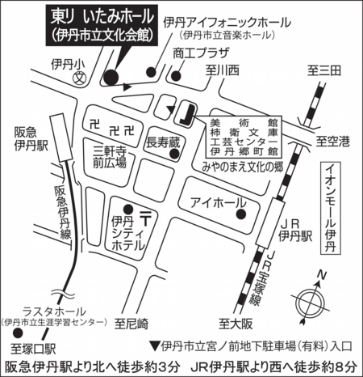 東リ いたみホール
(伊丹市立文化会館)
伊丹アイフォニックホール
(伊丹市立音楽ホール)
商工プラザ
伊丹小
至川西
至三田
美術館
柿衛文庫
工芸センター
伊丹郷町館
みやのまえ文化の郷
至空港
阪急
伊丹駅
三軒寺
前広場
長寿蔵
イオンモール伊丹
アイホール
JR
伊丹駅
伊丹
シティ
ホテル
阪急伊丹線
JR宝塚線
N
ラスタホール
(伊丹市立生涯学習センター)
至塚口駅
至尼崎
至大阪
▼伊丹市立宮ノ前地下駐車場(有料)入口
阪急伊丹駅より北へ徒歩約3分 JR伊丹駅より西へ徒歩約8分